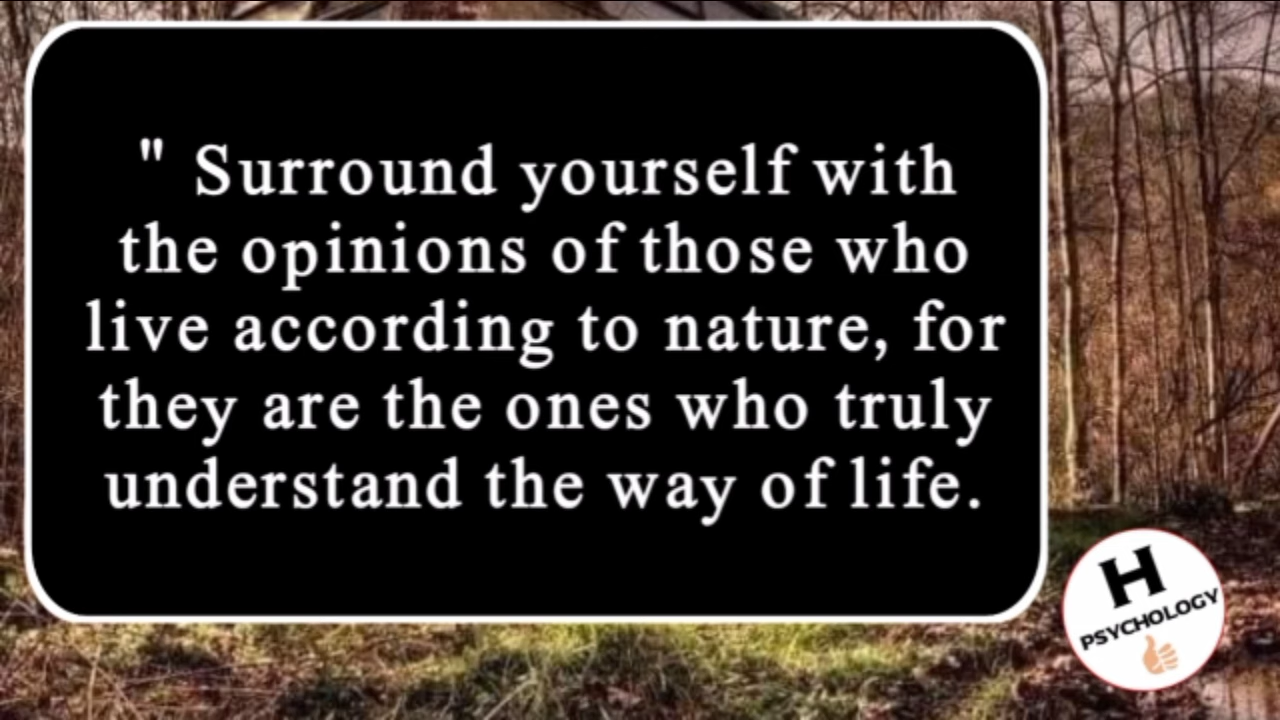 " Surround yourself with
the opinions of those who
live according to nature, for
they are the ones who truly
understand the way of life.
H
PSYCHOLOGY